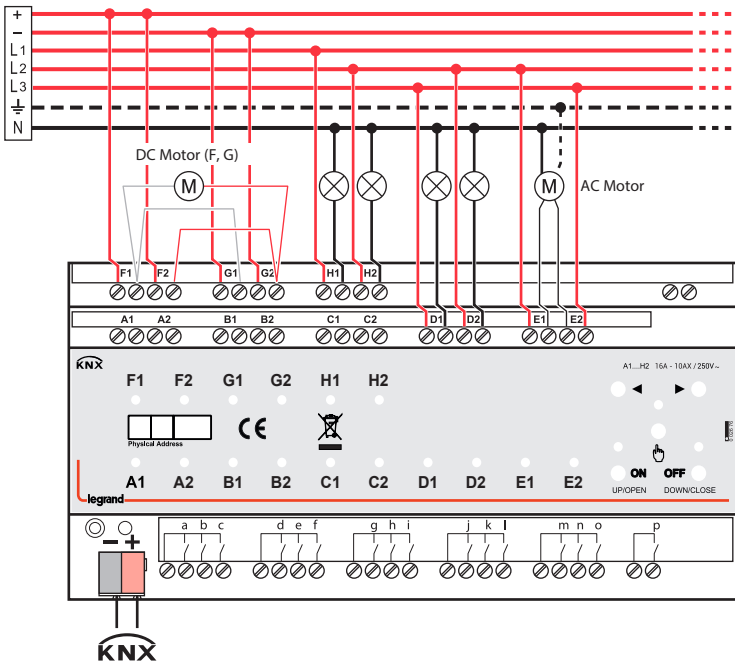 +
−
L1
L2
L3
N
DC Motor (F, G)
M
M
AC Motor
F1 F2 G1 G2 H1 H2
A1 A2 B1 B2 C1 C2 D1 D2 E1 E2
KNX
A1....H2 16A - 10AX / 250V~
F1 F2 G1 G2 H1 H2
◄ ►
Physical Address
CE
A1 A2 B1 B2 C1 C2 D1 D2 E1 E2
ON OFF
UP/OPEN DOWN/CLOSE
legrand
a b c d e f g h i j k l m n o p
− +
KNX